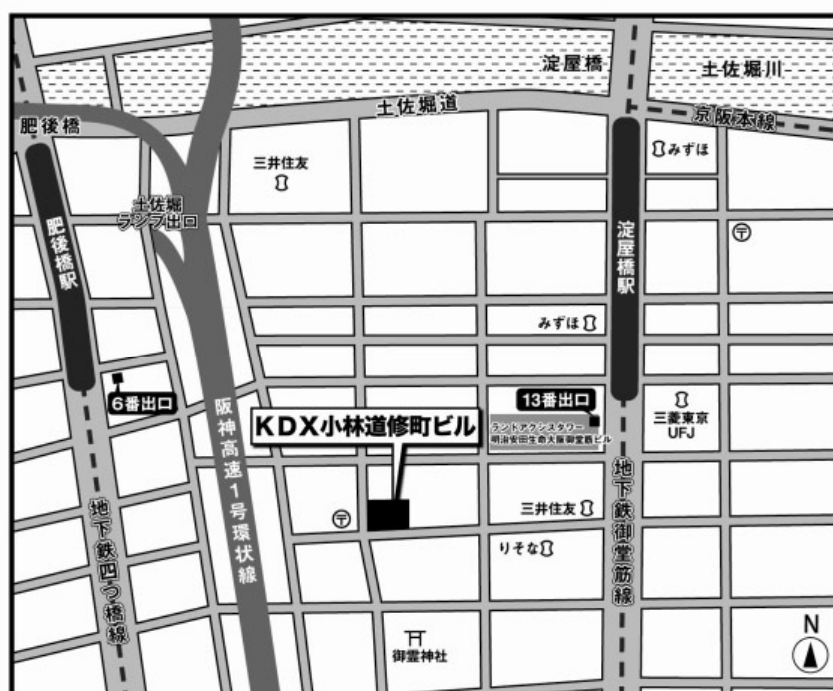 淀屋橋
土佐堀川
土佐堀道
京阪本線
肥後橋
三井住友
みずほ
土佐堀
ランプ出口
肥後橋駅
淀屋橋駅
〒
みずほ
6番出口
13番出口
三菱東京
UFJ
阪神高速1号環状線
KDX小林道修町ビル
ランドアクシスタワー
明治安田生命大阪御堂筋ビル
〒
三井住友
りそな
地下鉄四つ橋線
地下鉄御堂筋線
御霊神社
N